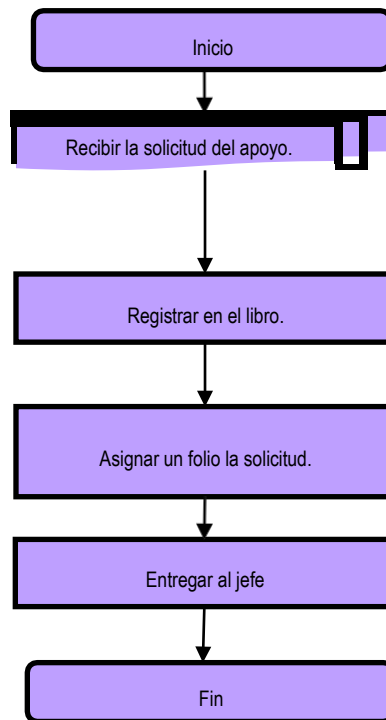 Inicio
Recibir la solicitud del apoyo.
Registrar en el libro.
Asignar un folio la solicitud.
Entregar al jefe
Fin